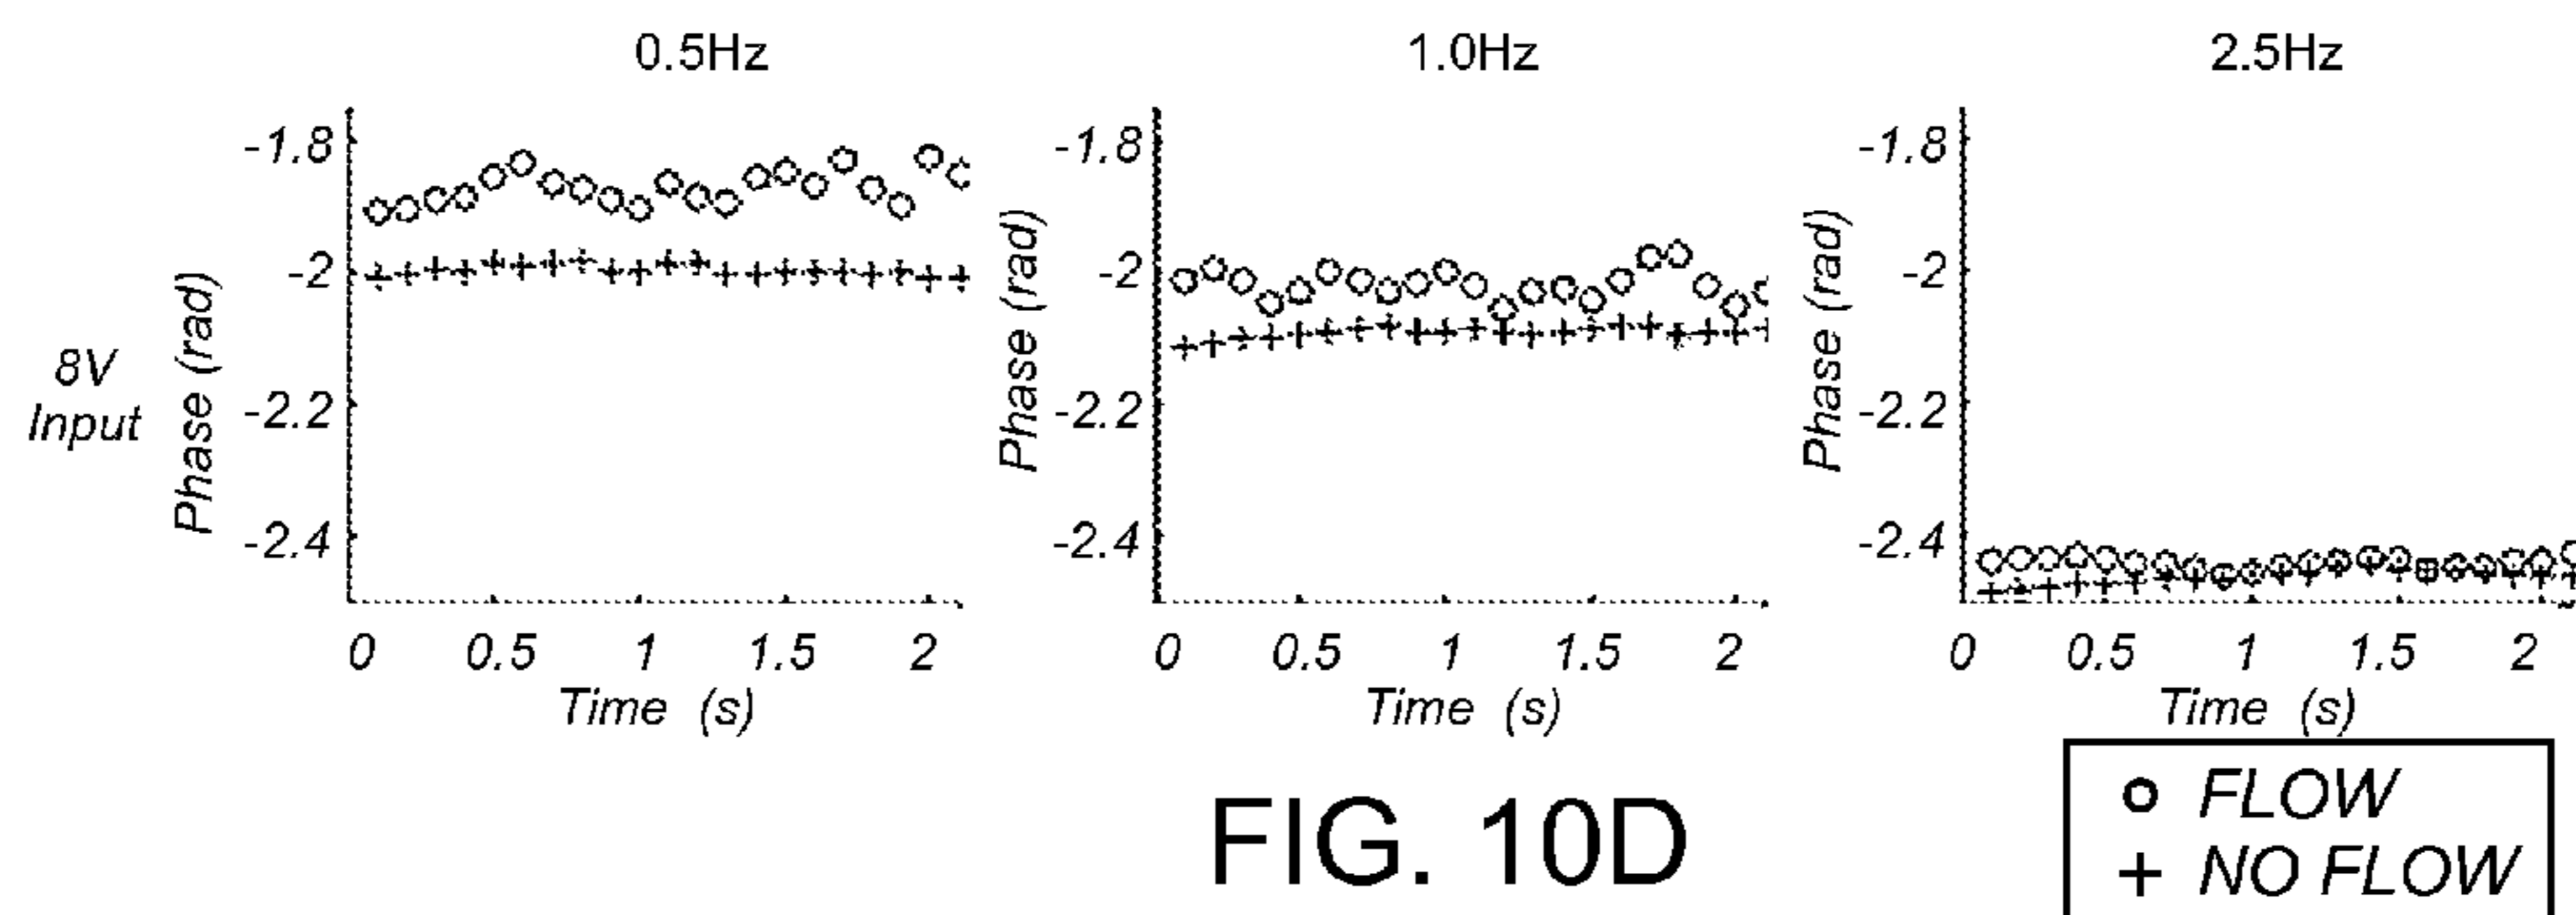 0.5Hz
1.0Hz
2.5Hz
8V
Input
Phase (rad)
-1.8
-2
-2.2
-2.4
0 0.5 1 1.5 2
Time (s)
Phase (rad)
-1.8
-2
-2.2
-2.4
0 0.5 1 1.5 2
Time (s)
Phase (rad)
-1.8
-2
-2.2
-2.4
0 0.5 1 1.5 2
Time (s)
FLOW
NO FLOW
FIG. 10D